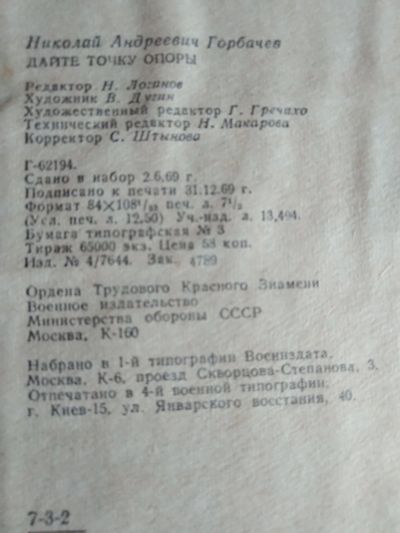 Николай Андреевич Горбачев
ДАЙТЕ ТОЧКУ ОПОРЫ
Редактор Н. Логинов
Художник В. Дугин
Художественный редактор Г. Гречихо
Технический редактор Н. Макарова
Корректор С. Штынова
Г-62194.
Сдано в набор 2.6.69 г.
Подписано к печати 31.12.69 г.
Формат 84×108¹/₃₂ печ. л. 7¹/₂
(Усл. печ. л. 12,50) Уч.-изд. л. 13,494.
Бумага типографская № 3
Тираж 65000 экз. Цена 58 коп.
Изд. № 4/7644. Зак. 4789
Ордена Трудового Красного Знамени
Военное издательство
Министерства обороны СССР
Москва, К-160
Набрано в 1-й типографии Воениздата.
Москва, К-6, проезд Скворцова-Степанова, 3.
Отпечатано в 4-й военной типографии:
г. Киев-15, ул. Январского восстания, 40.
7-3-2